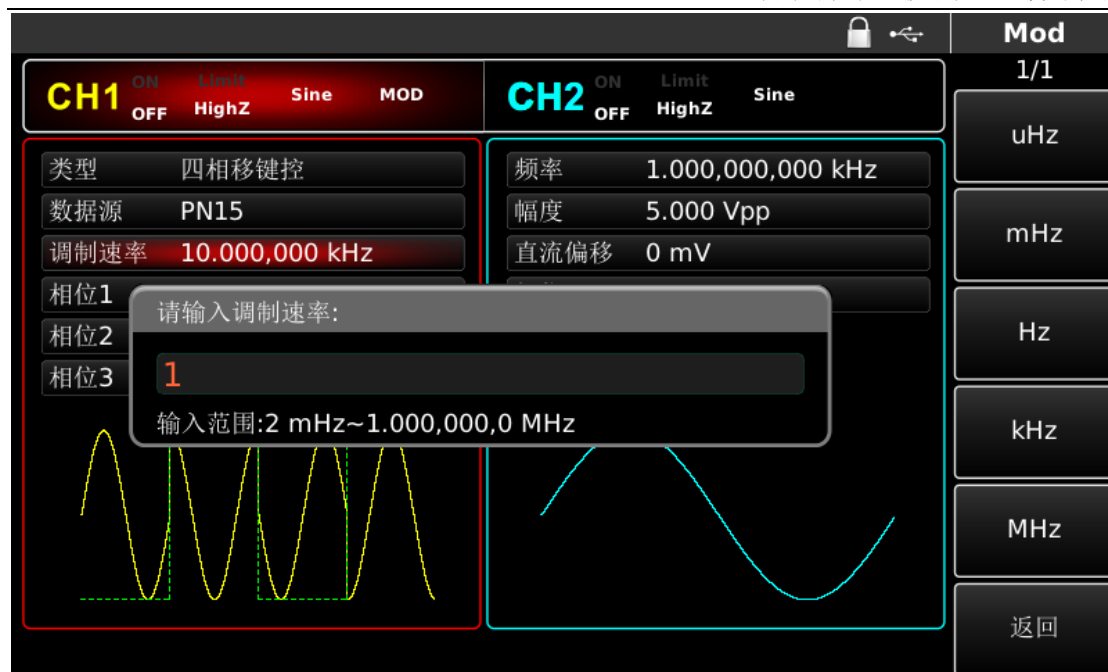 Mod
1/1
CH1 ON OFF Limit HighZ Sine MOD
CH2 ON OFF Limit HighZ Sine
类型 四相移键控
数据源 PN15
调制速率 10.000,000 kHz
相位1
相位2
相位3
频率 1.000,000,000 kHz
幅度 5.000 Vpp
直流偏移 0 mV
请输入调制速率:
1
输入范围:2 mHz~1.000,000,0 MHz
uHz
mHz
Hz
kHz
MHz
返回